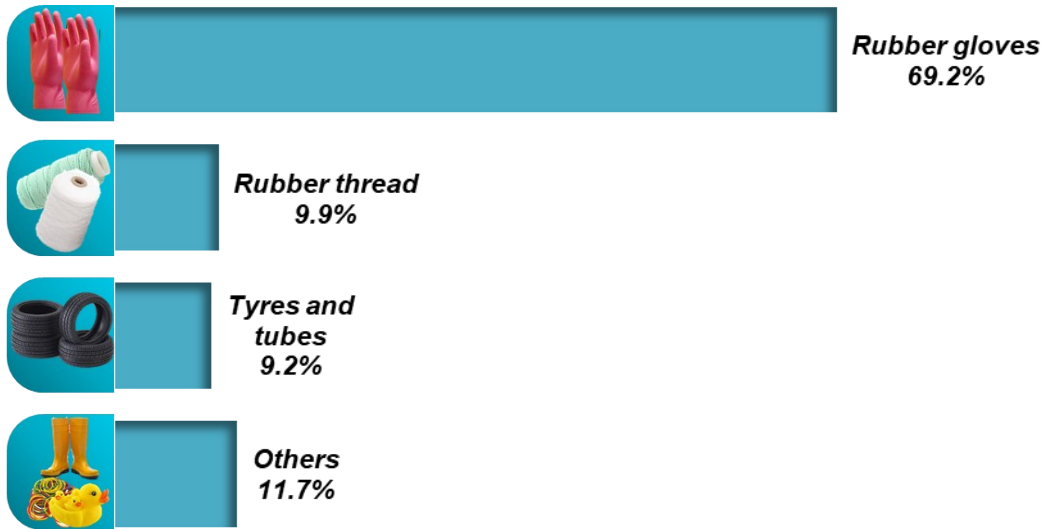 Rubber gloves
69.2%
Rubber thread
9.9%
Tyres and
tubes
9.2%
Others
11.7%